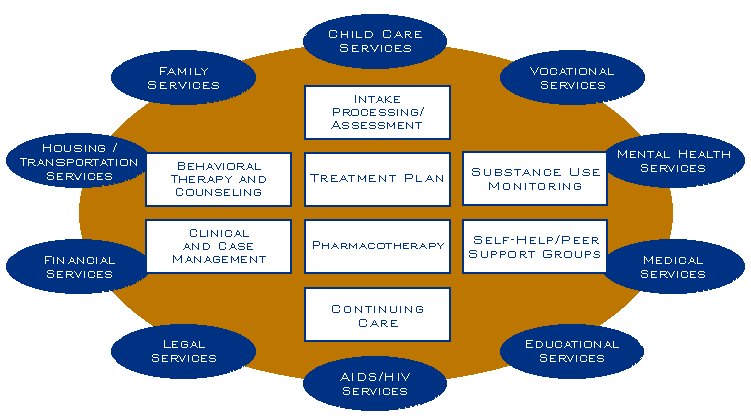 Child Care
Services
Family
Services
Vocational
Services
Intake
Processing/
Assessment
Housing /
Transportation
Services
Behavioral
Therapy and
Counseling
Treatment Plan
Substance Use
Monitoring
Mental Health
Services
Financial
Services
Clinical
and Case
Management
Pharmacotherapy
Self-Help/Peer
Support Groups
Medical
Services
Continuing
Care
Legal
Services
AIDS/HIV
Services
Educational
Services